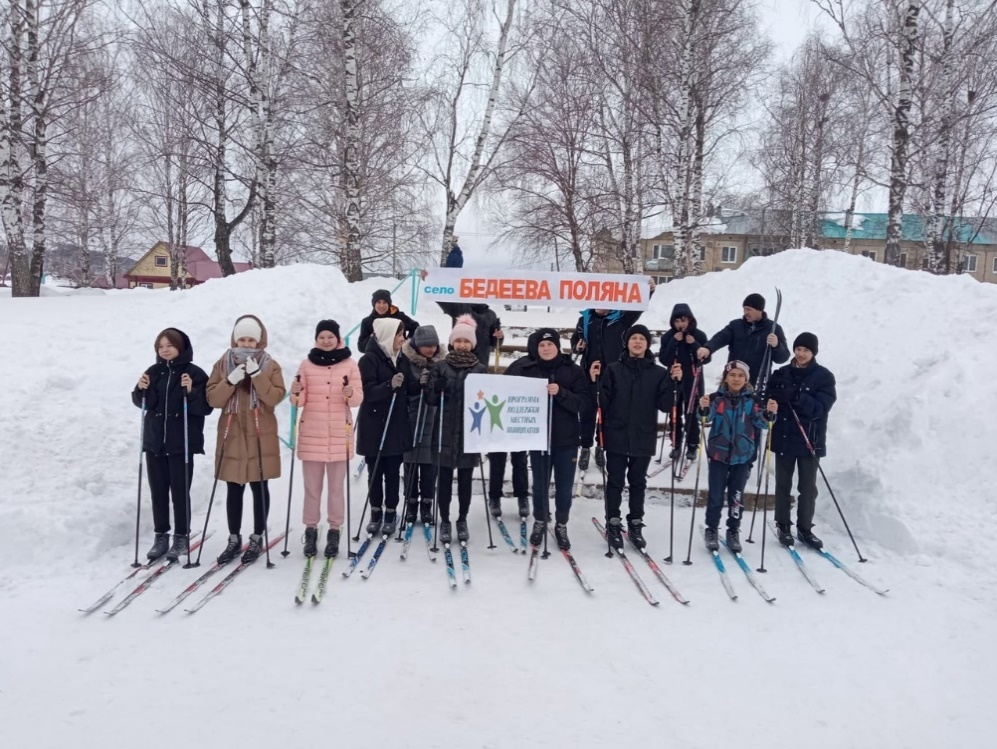 село БЕДЕЕВА ПОЛЯНА
ПРОГРАММА
ПОДДЕРЖКИ
МЕСТНЫХ
ИНИЦИАТИВ